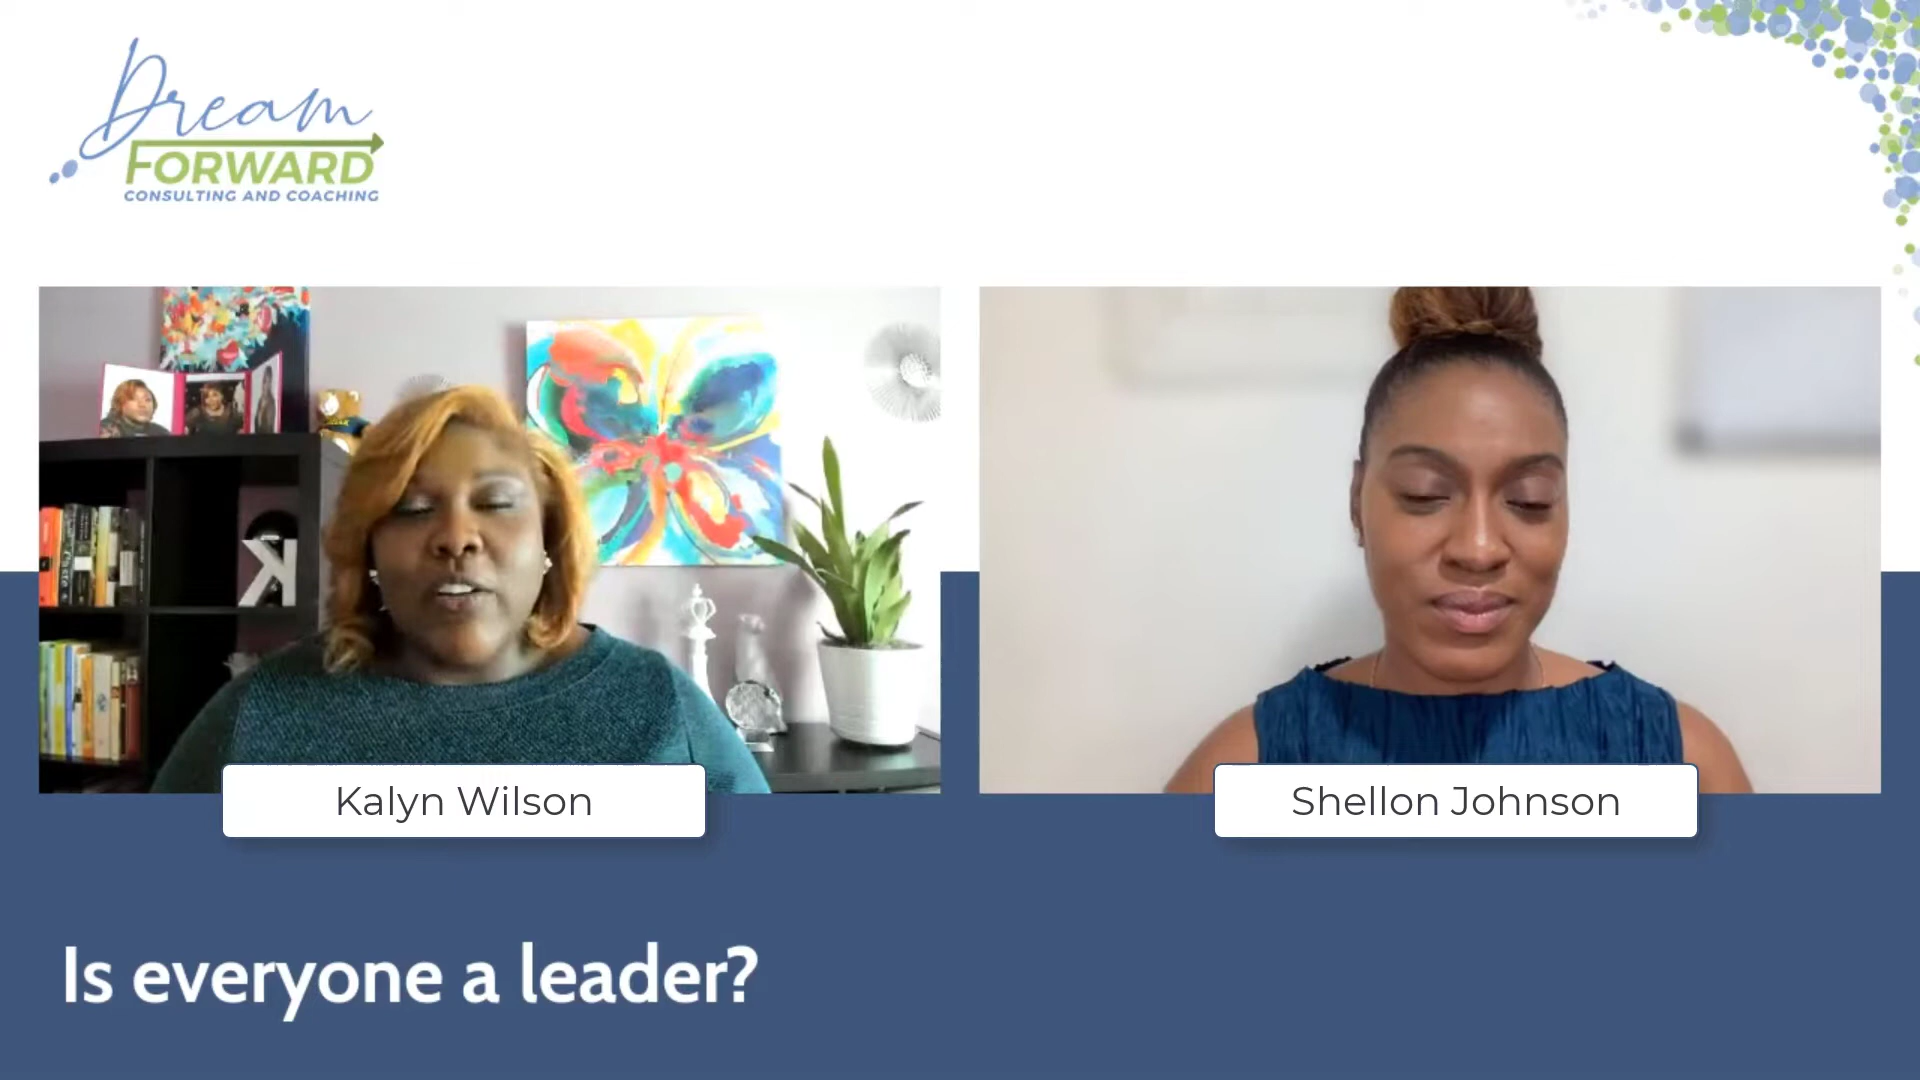 Dream
FORWARD
CONSULTING AND COACHING
K
Kalyn Wilson
Shellon Johnson
Is everyone a leader?